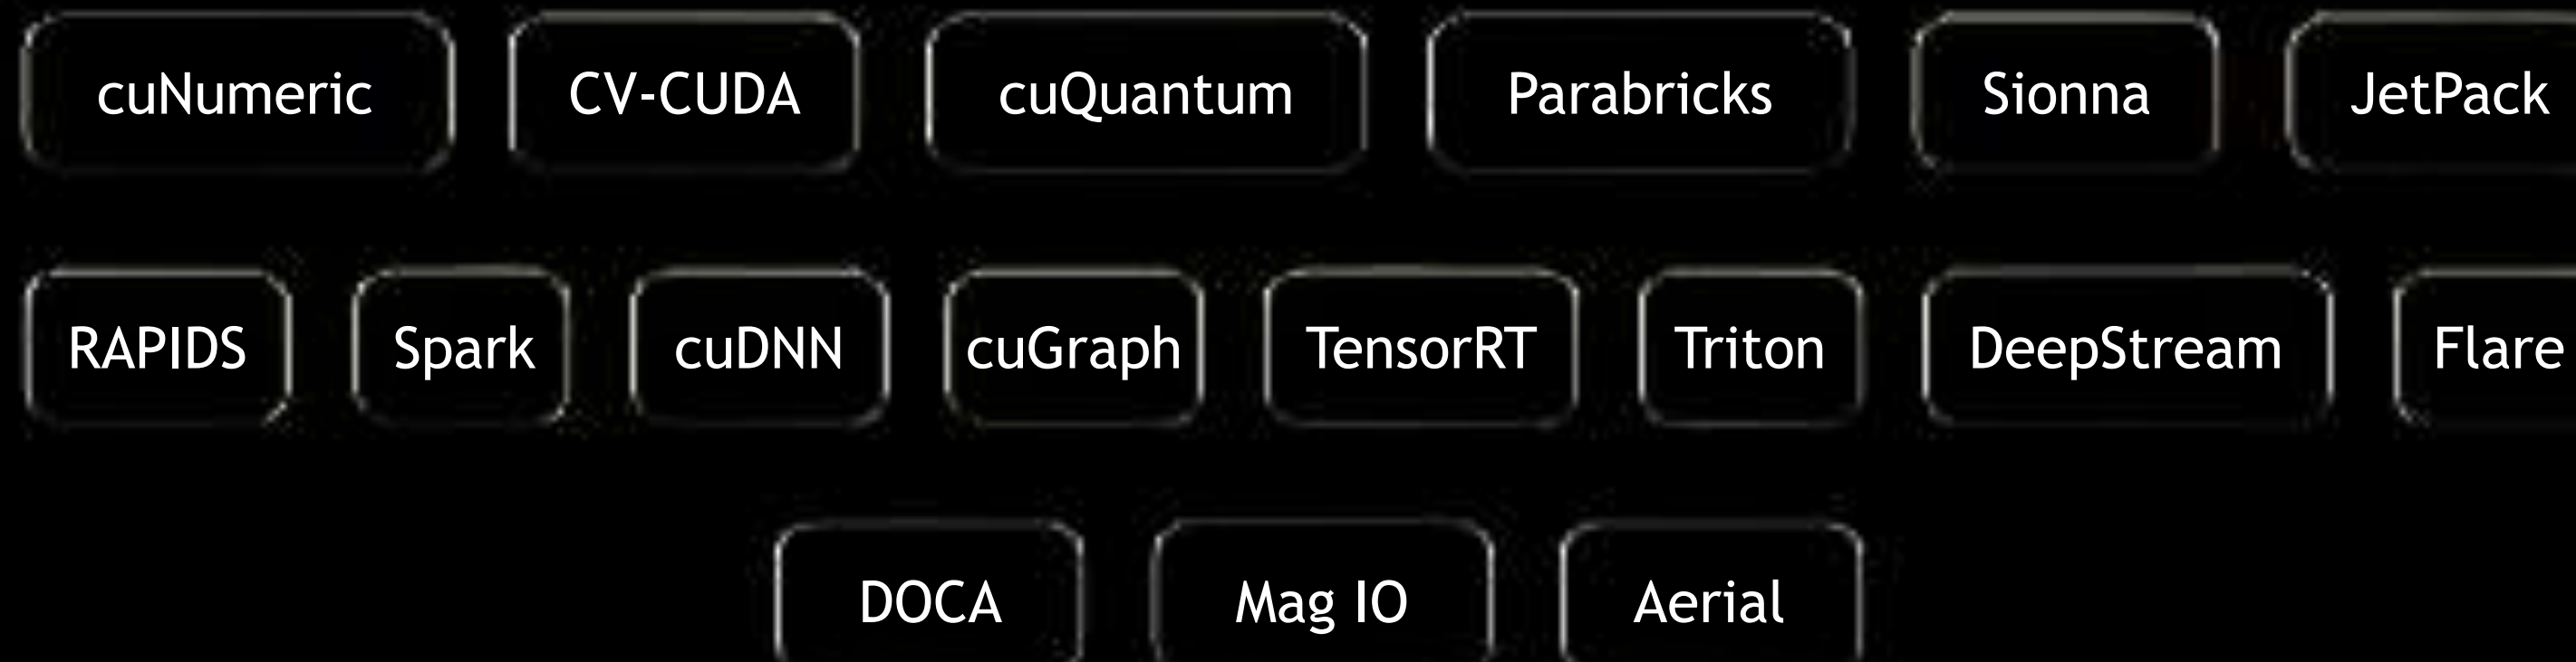 cuNumeric CV-CUDA cuQuantum Parabricks Sionna JetPack
RAPIDS Spark cuDNN cuGraph TensorRT Triton DeepStream Flare
DOCA Mag IO Aerial